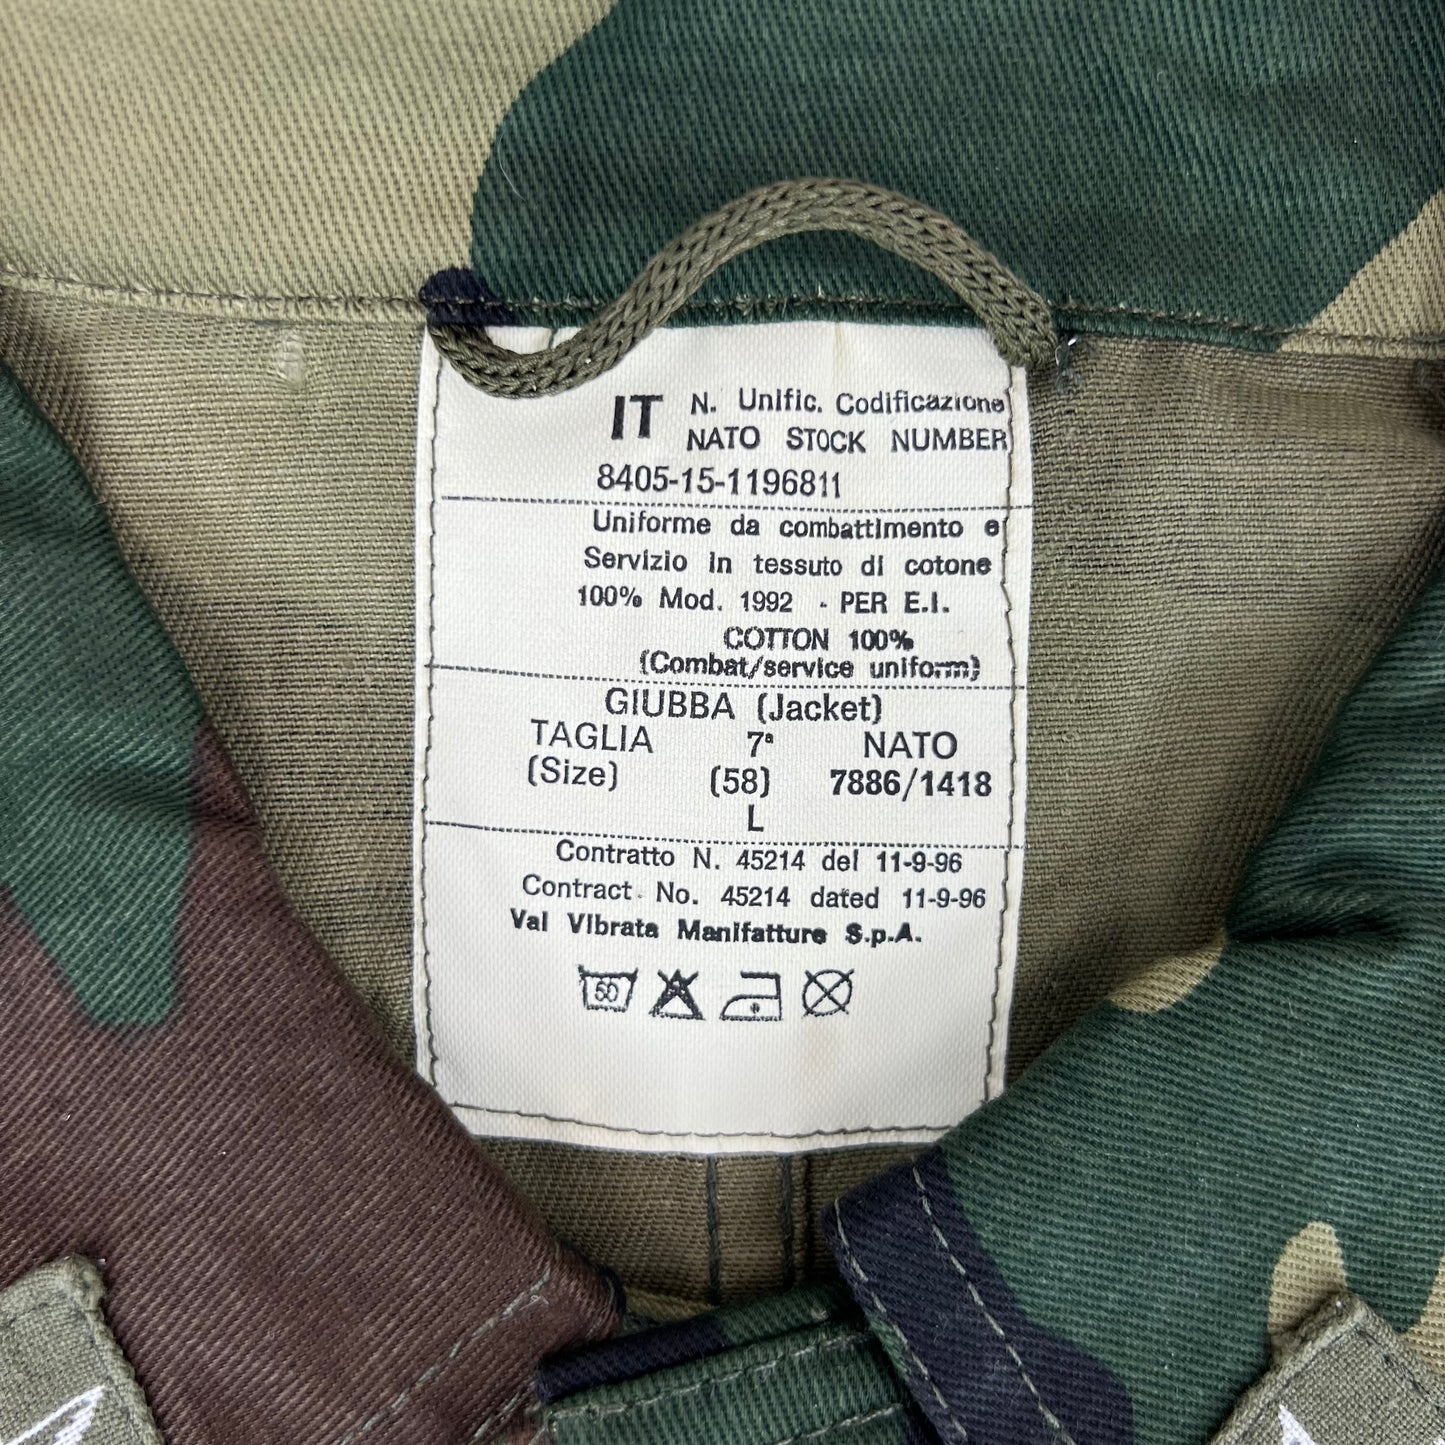 IT N. Unific. Codificazione
NATO STOCK NUMBER
8405-15-1196811
Uniforme da combattimento e
Servizio in tessuto di cotone
100% Mod. 1992 - PER E.I.
COTTON 100%
(Combat/service uniform)
GIUBBA (Jacket)
TAGLIA 7ª NATO
(Size) (58) 7886/1418
L
Contratto N. 45214 del 11-9-96
Contract. No. 45214 dated 11-9-96
Val Vibrata Manifatture S.p.A.
60